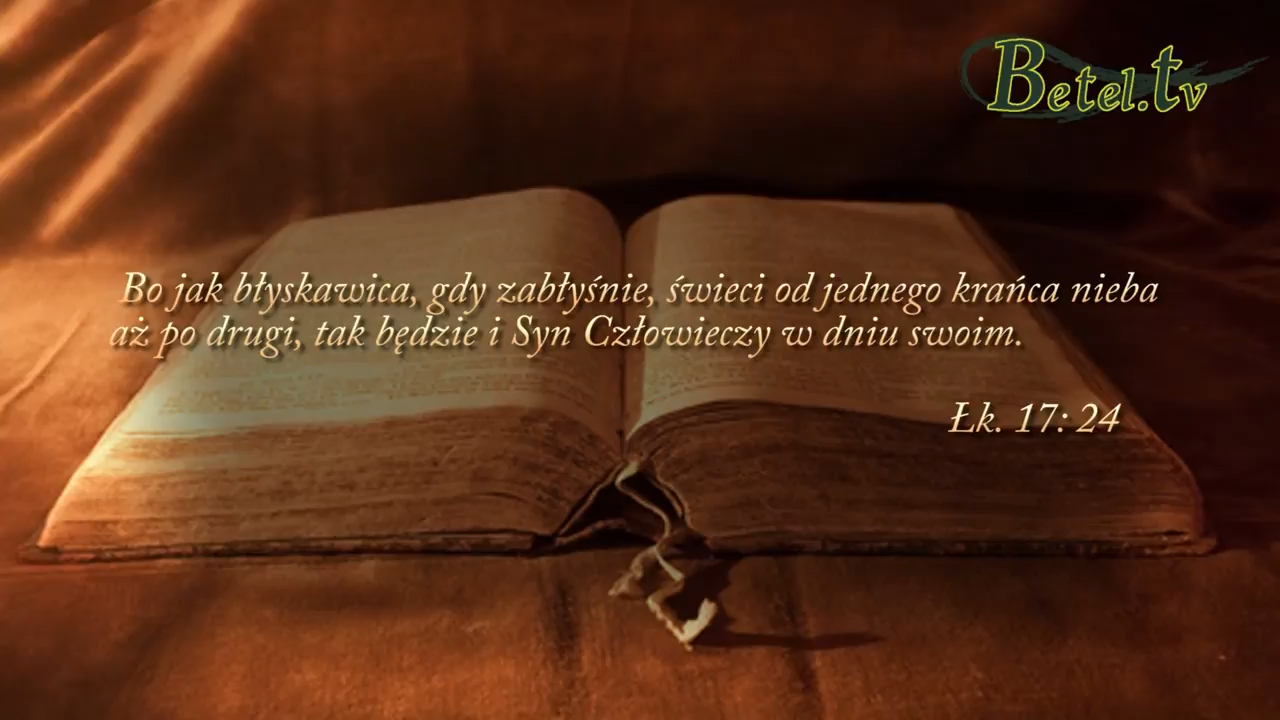 Betel.tv
Bo jak błyskawica, gdy zabłyśnie, świeci od jednego krańca nieba
aż po drugi, tak będzie i Syn Człowieczy w dniu swoim.
Łk. 17: 24